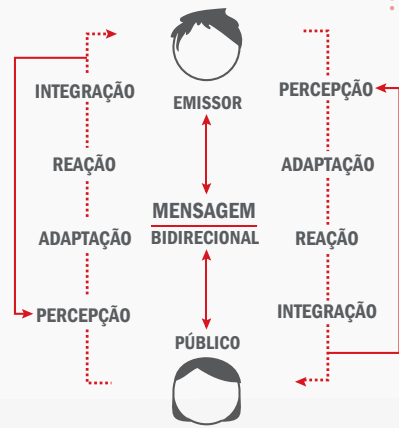 INTEGRAÇÃO
REAÇÃO
ADAPTAÇÃO
PERCEPÇÃO
EMISSOR
MENSAGEM
BIDIRECIONAL
PÚBLICO
PERCEPÇÃO
ADAPTAÇÃO
REAÇÃO
INTEGRAÇÃO